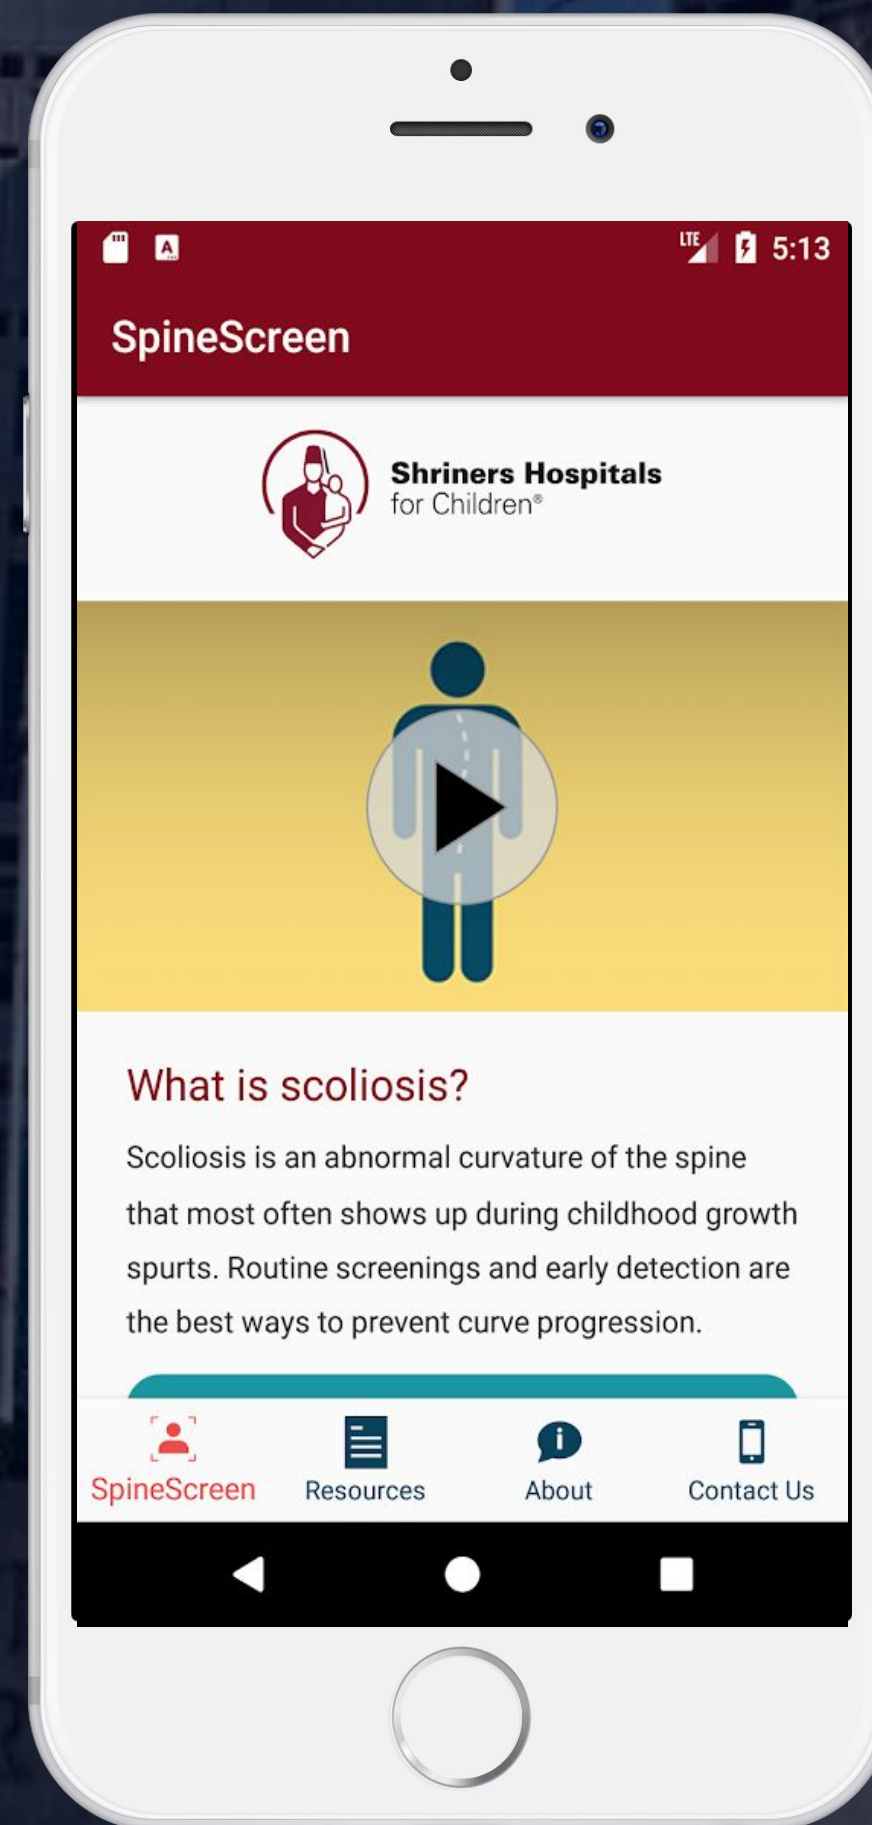 LTE 5:13
SpineScreen
Shriners Hospitals
for Children®
What is scoliosis?
Scoliosis is an abnormal curvature of the spine
that most often shows up during childhood growth
spurts. Routine screenings and early detection are
the best ways to prevent curve progression.
SpineScreen Resources About Contact Us